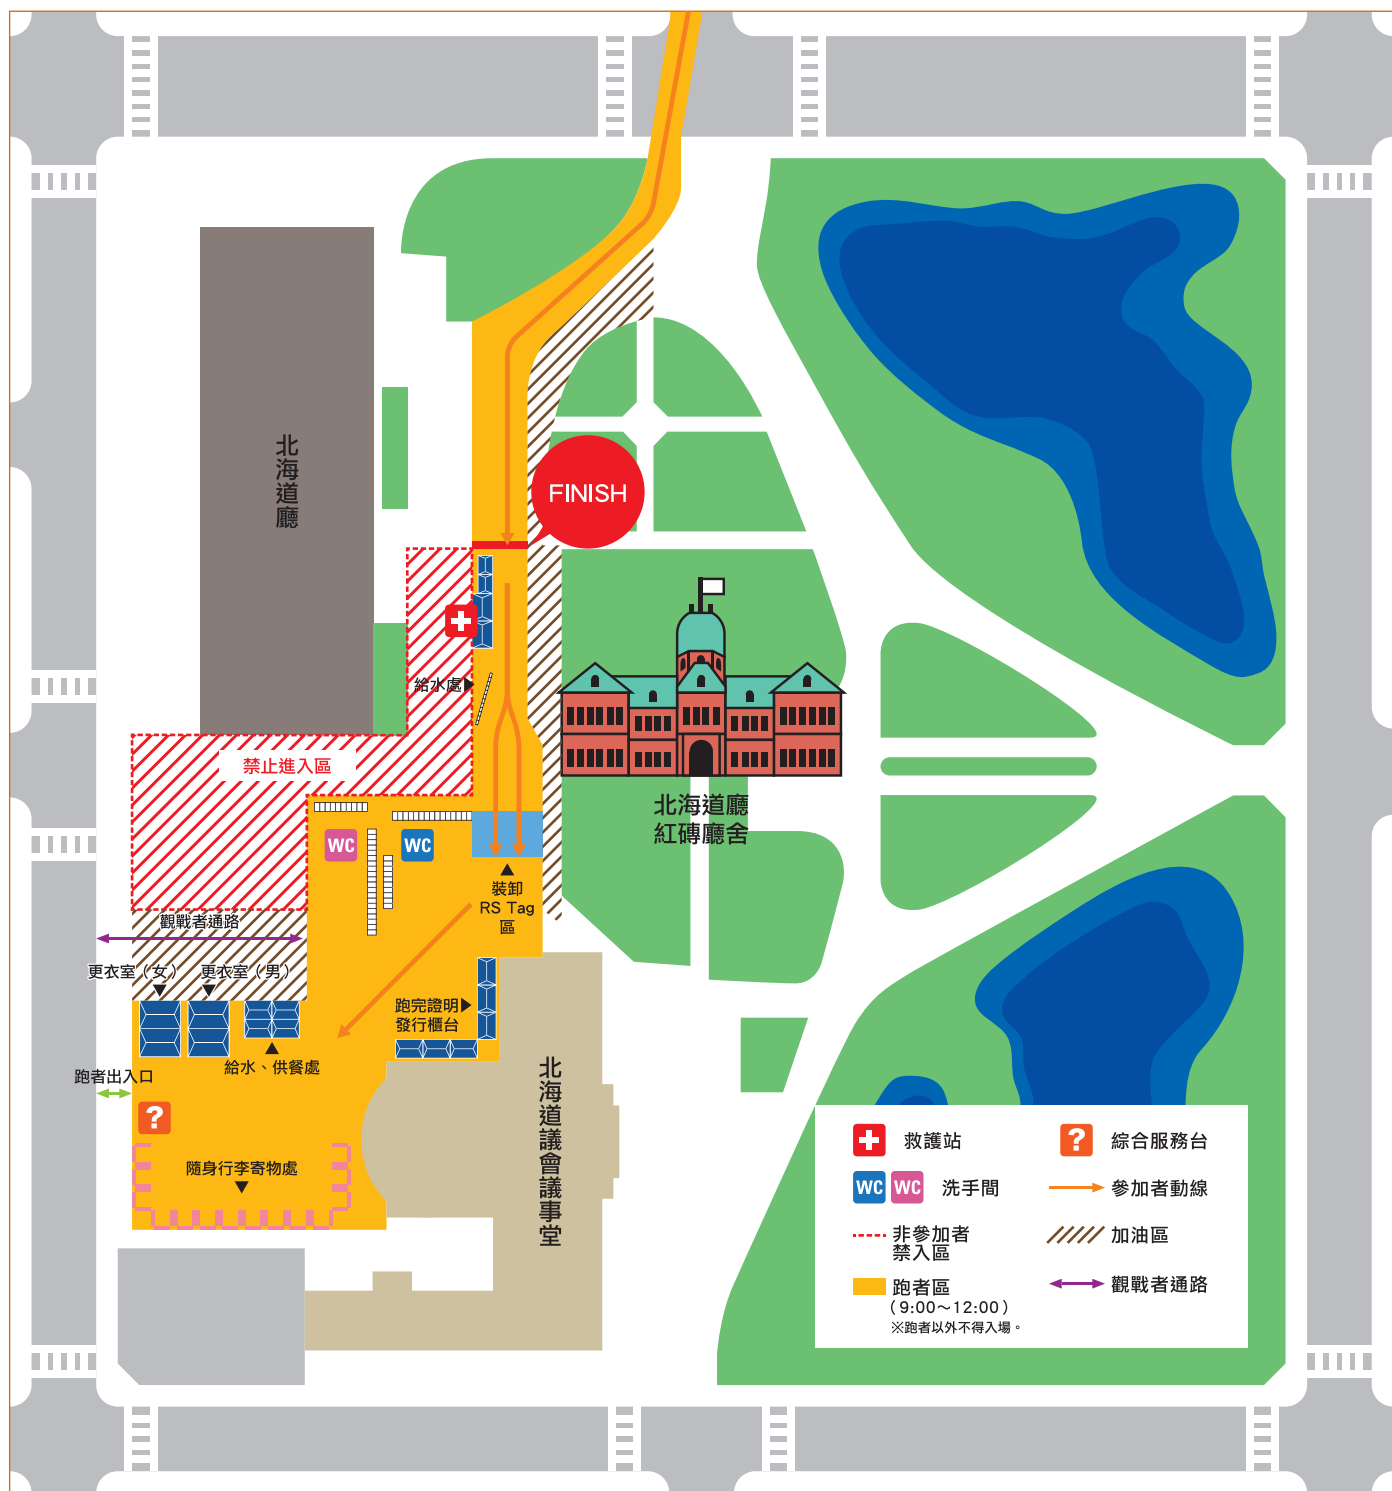 北海道廳
FINISH
給水處
禁止進入區
北海道廳
紅磚廳舍
WC
WC
裝卸
RS Tag
區
觀戰者通路
更衣室（女）
更衣室（男）
跑完證明
發行櫃台
給水、供餐處
跑者出入口
?
隨身行李寄物處
北海道議會議事堂
救護站
? 綜合服務台
WC WC 洗手間
參加者動線
非參加者
禁入區
加油區
跑者區
（9:00～12:00）
※跑者以外不得入場。
觀戰者通路